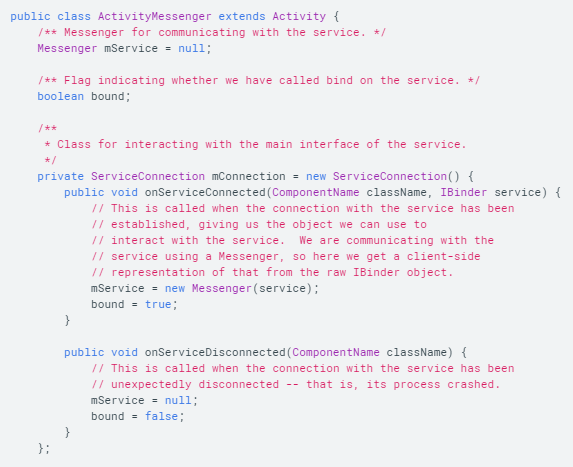 public class ActivityMessenger extends Activity {
    /** Messenger for communicating with the service. */
    Messenger mService = null;

    /** Flag indicating whether we have called bind on the service. */
    boolean bound;

    /**
     * Class for interacting with the main interface of the service.
     */
    private ServiceConnection mConnection = new ServiceConnection() {
        public void onServiceConnected(ComponentName className, IBinder service) {
            // This is called when the connection with the service has been
            // established, giving us the object we can use to
            // interact with the service.  We are communicating with the
            // service using a Messenger, so here we get a client-side
            // representation of that from the raw IBinder object.
            mService = new Messenger(service);
            bound = true;
        }

        public void onServiceDisconnected(ComponentName className) {
            // This is called when the connection with the service has been
            // unexpectedly disconnected -- that is, its process crashed.
            mService = null;
            bound = false;
        }
    };